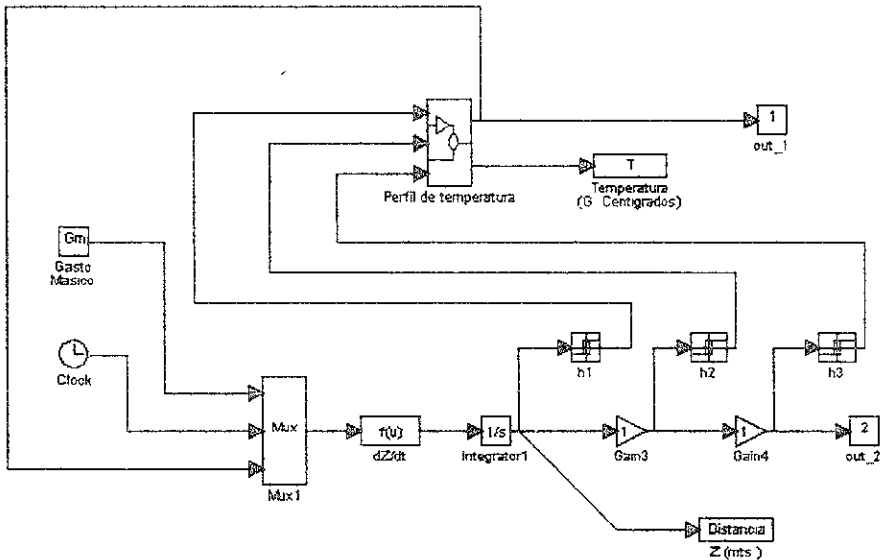 1
out_1
T
Temperatura
(G Centigrados)
Perfil de temperatura
Gm
Gasto
Masico
Clock
h1
h2
h3
Mux
Mux1
f(u)
dZ/dt
1/s
Integrator1
1
Gain3
1
Gain4
2
out_2
Distancia
Z (mts )